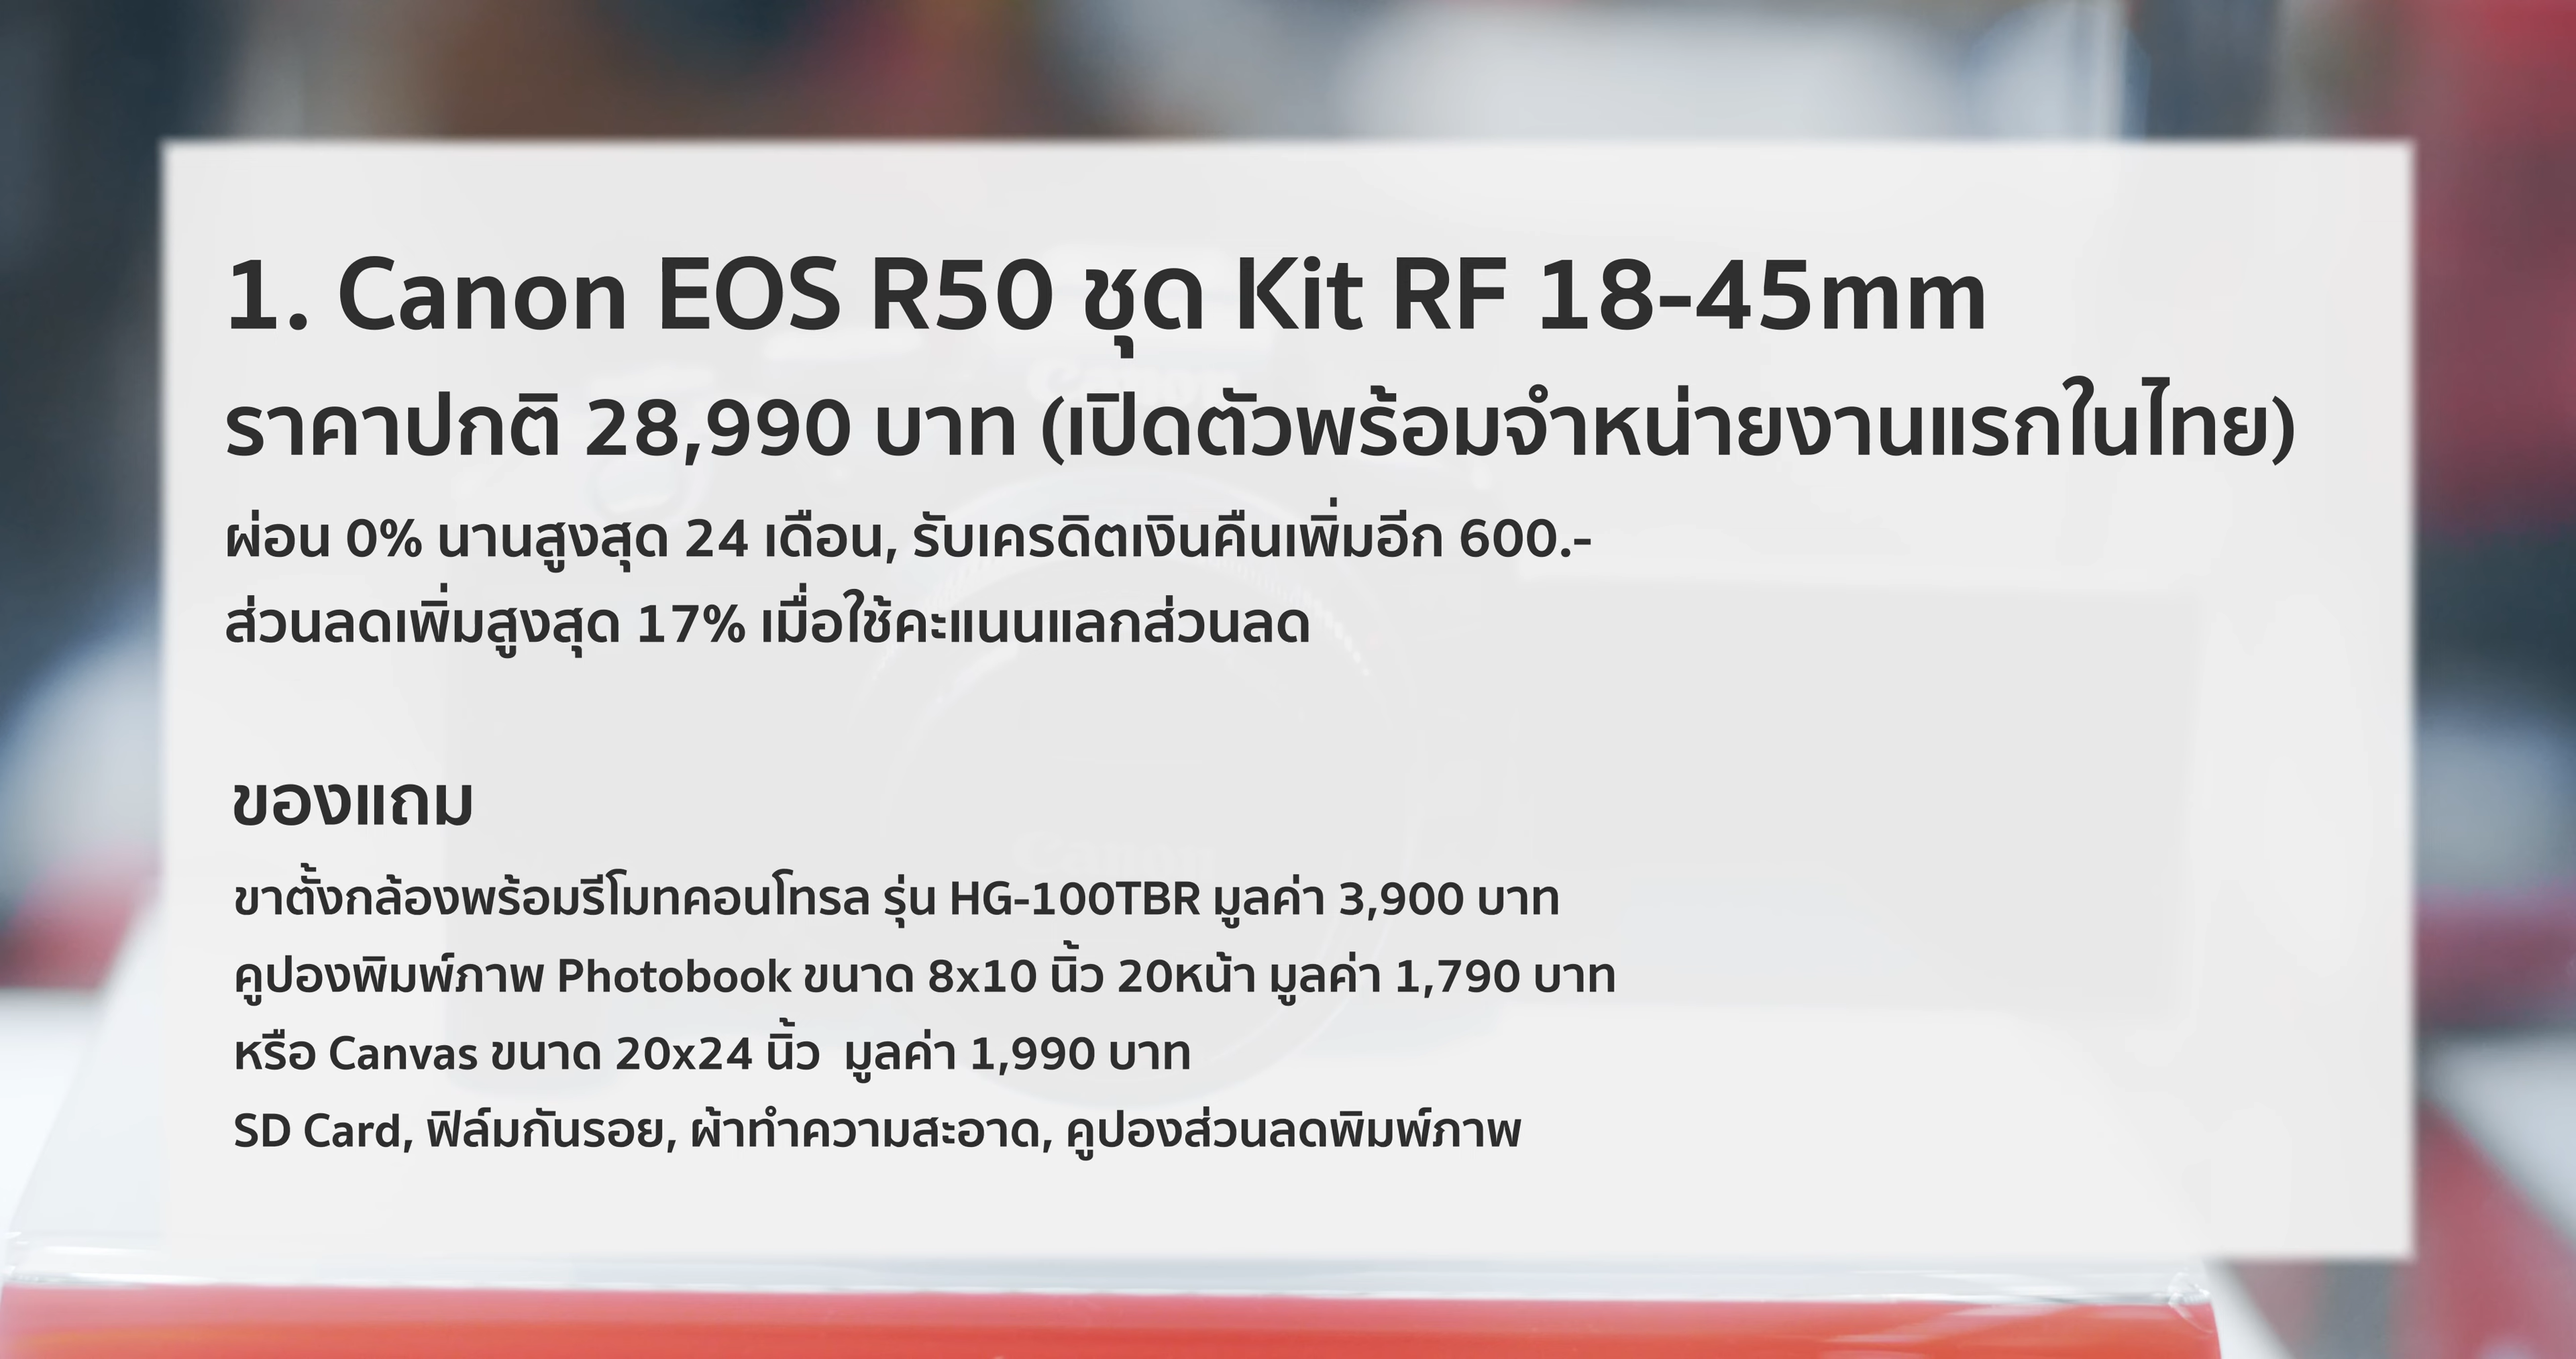 1. Canon EOS R50 ชุด Kit RF 18-45mm
ราคาปกติ 28,990 บาท (เปิดตัวพร้อมจำหน่ายงานแรกในไทย)
ผ่อน 0% นานสูงสุด 24 เดือน, รับเครดิตเงินคืนเพิ่มอีก 600.-
ส่วนลดเพิ่มสูงสุด 17% เมื่อใช้คะแนนแลกส่วนลด
ของแถม
ขาตั้งกล้องพร้อมรีโมทคอนโทรล รุ่น HG-100TBR มูลค่า 3,900 บาท
คูปองพิมพ์ภาพ Photobook ขนาด 8x10 นิ้ว 20หน้า มูลค่า 1,790 บาท
หรือ Canvas ขนาด 20x24 นิ้ว  มูลค่า 1,990 บาท
SD Card, ฟิล์มกันรอย, ผ้าทำความสะอาด, คูปองส่วนลดพิมพ์ภาพ
Canon
Canon